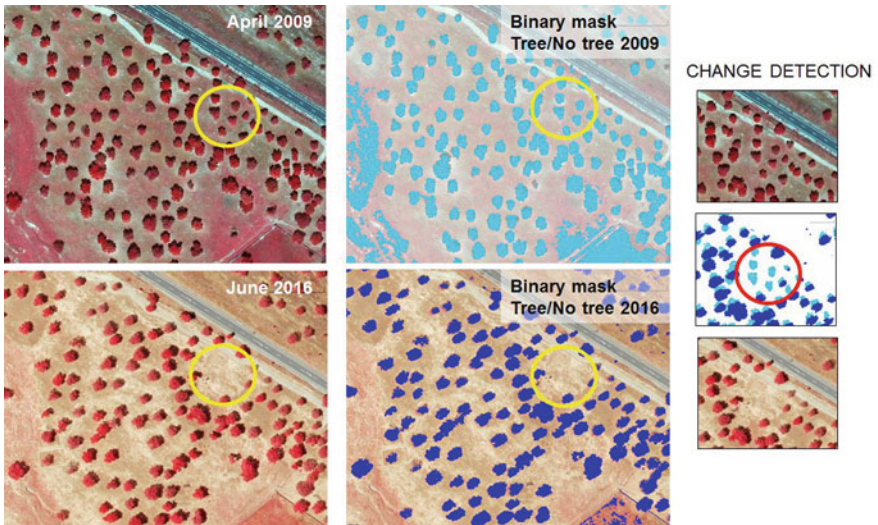 April 2009
Binary mask
Tree/No tree 2009
CHANGE DETECTION
June 2016
Binary mask
Tree/No tree 2016